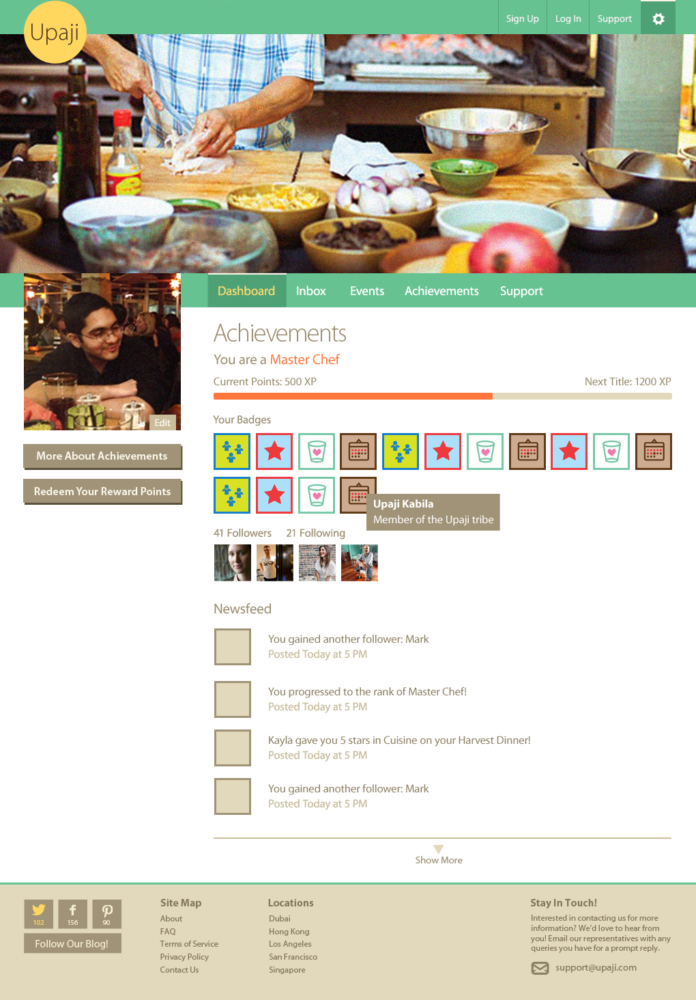 Upaji
Sign Up
Log In
Support
Dashboard
Inbox
Events
Achievements
Support
Edit
More About Achievements
Redeem Your Reward Points
Achievements
You are a Master Chef
Current Points: 500 XP
Next Title: 1200 XP
Your Badges
Upaji Kabila
Member of the Upaji tribe
41 Followers
21 Following
Newsfeed
You gained another follower: Mark
Posted Today at 5 PM
You progressed to the rank of Master Chef!
Posted Today at 5 PM
Kayla gave you 5 stars in Cuisine on your Harvest Dinner!
Posted Today at 5 PM
You gained another follower: Mark
Posted Today at 5 PM
Show More
102
156
90
Follow Our Blog!
Site Map
About
FAQ
Terms of Service
Privacy Policy
Contact Us
Locations
Dubai
Hong Kong
Los Angeles
San Francisco
Singapore
Stay In Touch!
Interested in contacting us for more
information? We'd love to hear from
you! Email our representatives with any
queries you have for a prompt reply.
support@upaji.com